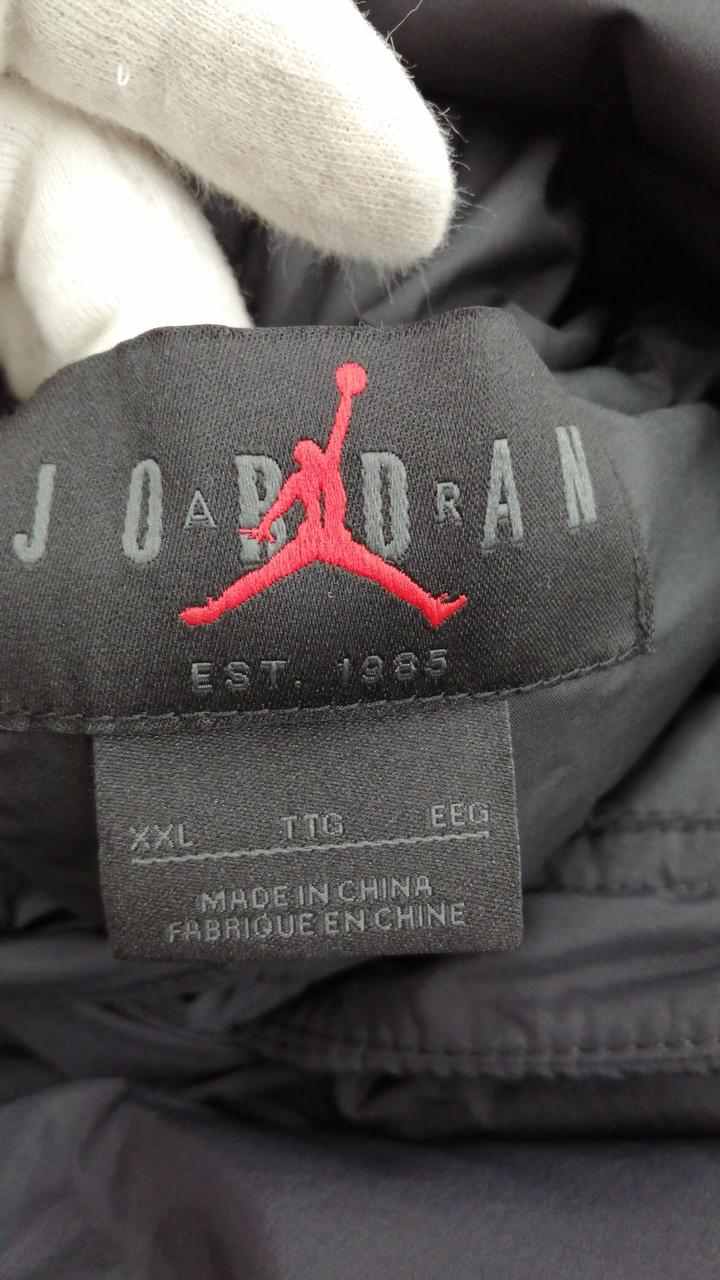 JORDAN
AIR
EST. 1985
XXL TTG EEG
MADE IN CHINA
FABRIQUE EN CHINE